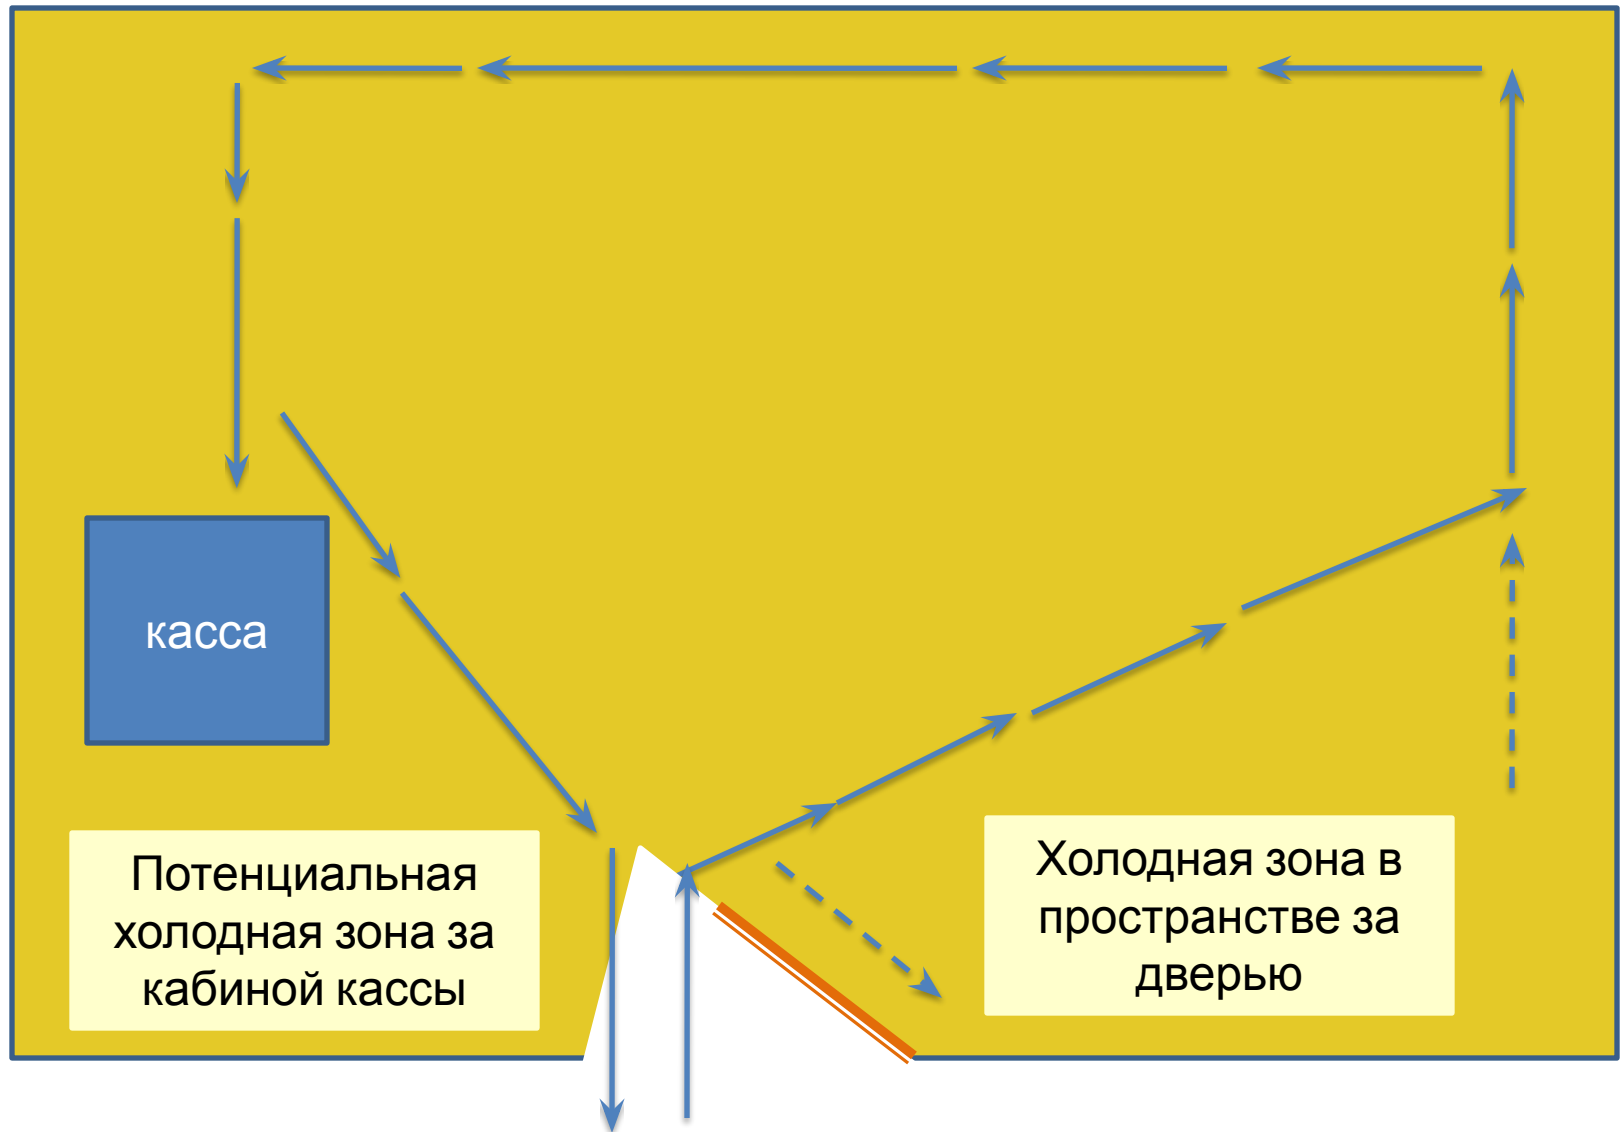 касса
Потенциальная
холодная зона за
кабиной кассы
Холодная зона в
пространстве за
дверью